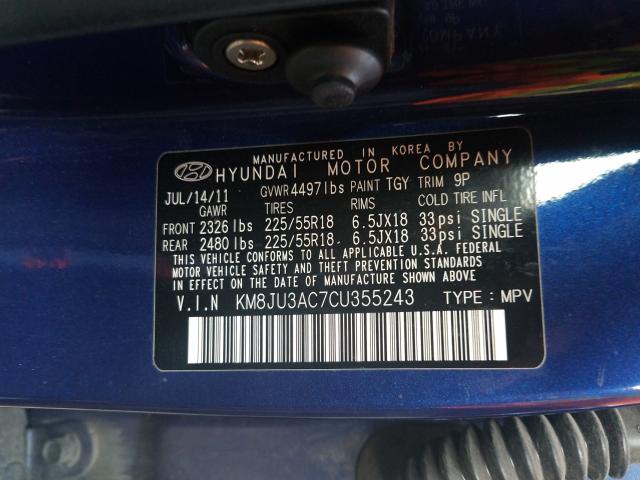 MANUFACTURED IN KOREA BY
HYUNDAI MOTOR COMPANY
JUL/14/11 GVWR4497lbs PAINT TGY TRIM 9P
GAWR TIRES RIMS COLD TIRE INFL
FRONT 2326lbs 225/55R18 6.5JX18 33psi SINGLE
REAR 2480lbs 225/55R18 6.5JX18 33psi SINGLE
THIS VEHICLE CONFORMS TO ALL APPLICABLE U.S.A. FEDERAL
MOTOR VEHICLE SAFETY AND THEFT PREVENTION STANDARDS
IN EFFECT ON THE DATE OF MANUFACTURE SHOWN ABOVE
V.I.N KM8JU3AC7CU355243 TYPE : MPV